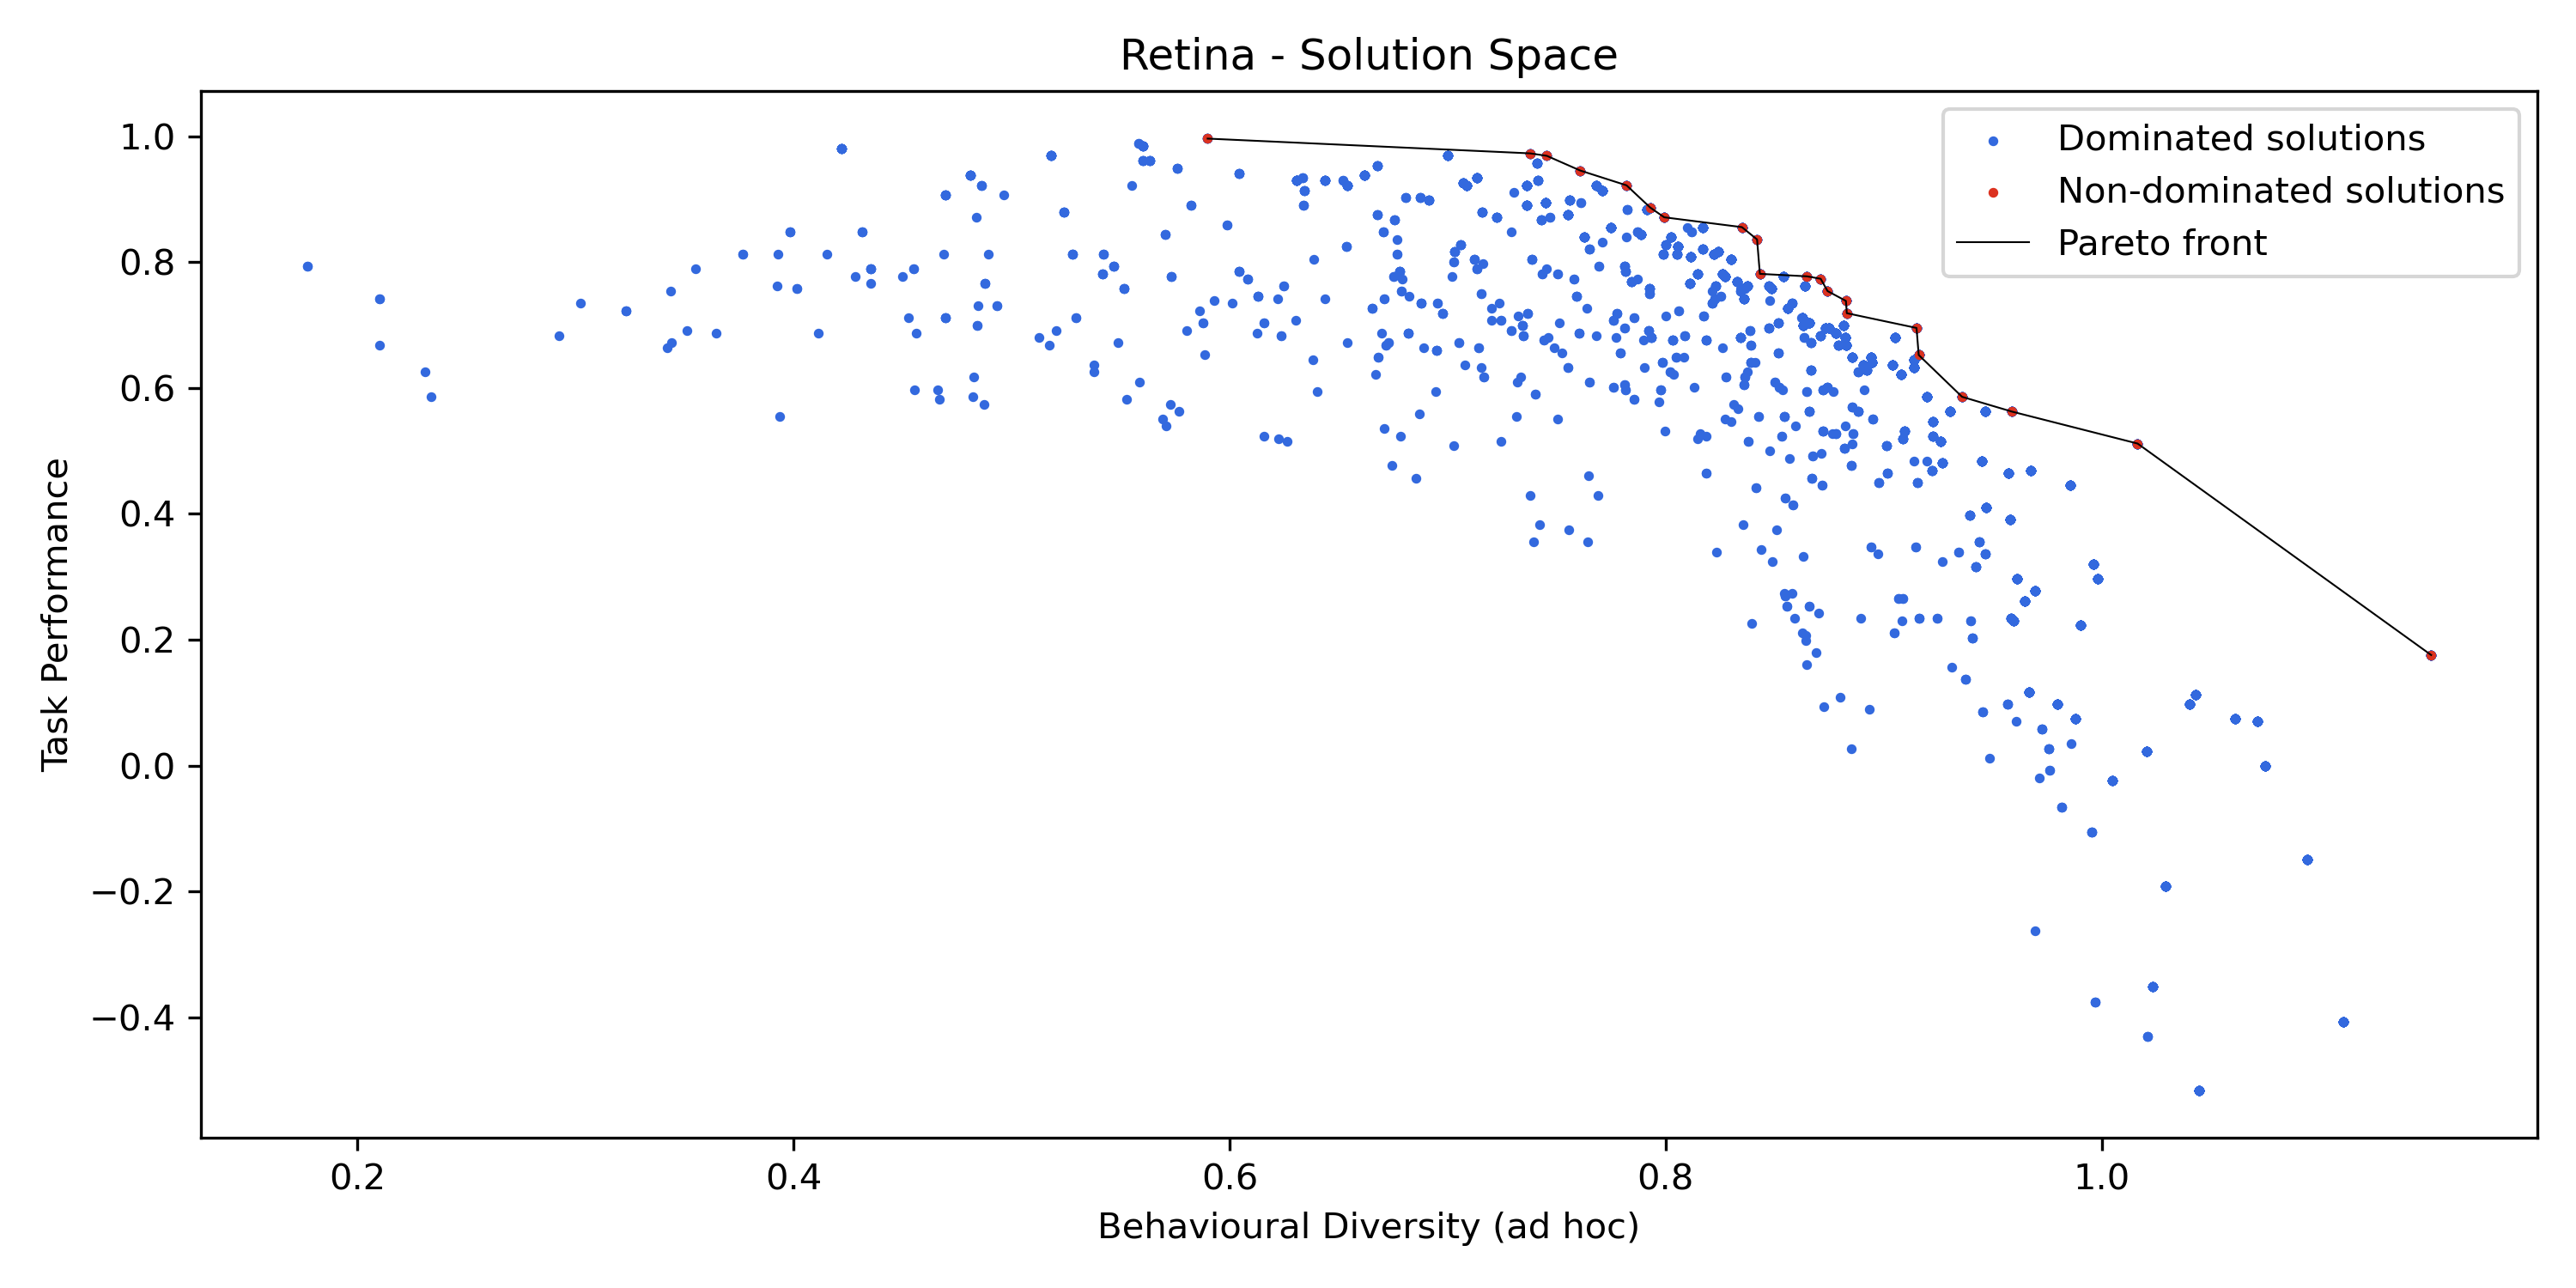 Retina - Solution Space
Dominated solutions
Non-dominated solutions
Pareto front
Task Performance
1.0
0.8
0.6
0.4
0.2
0.0
−0.2
−0.4
0.2 0.4 0.6 0.8 1.0
Behavioural Diversity (ad hoc)